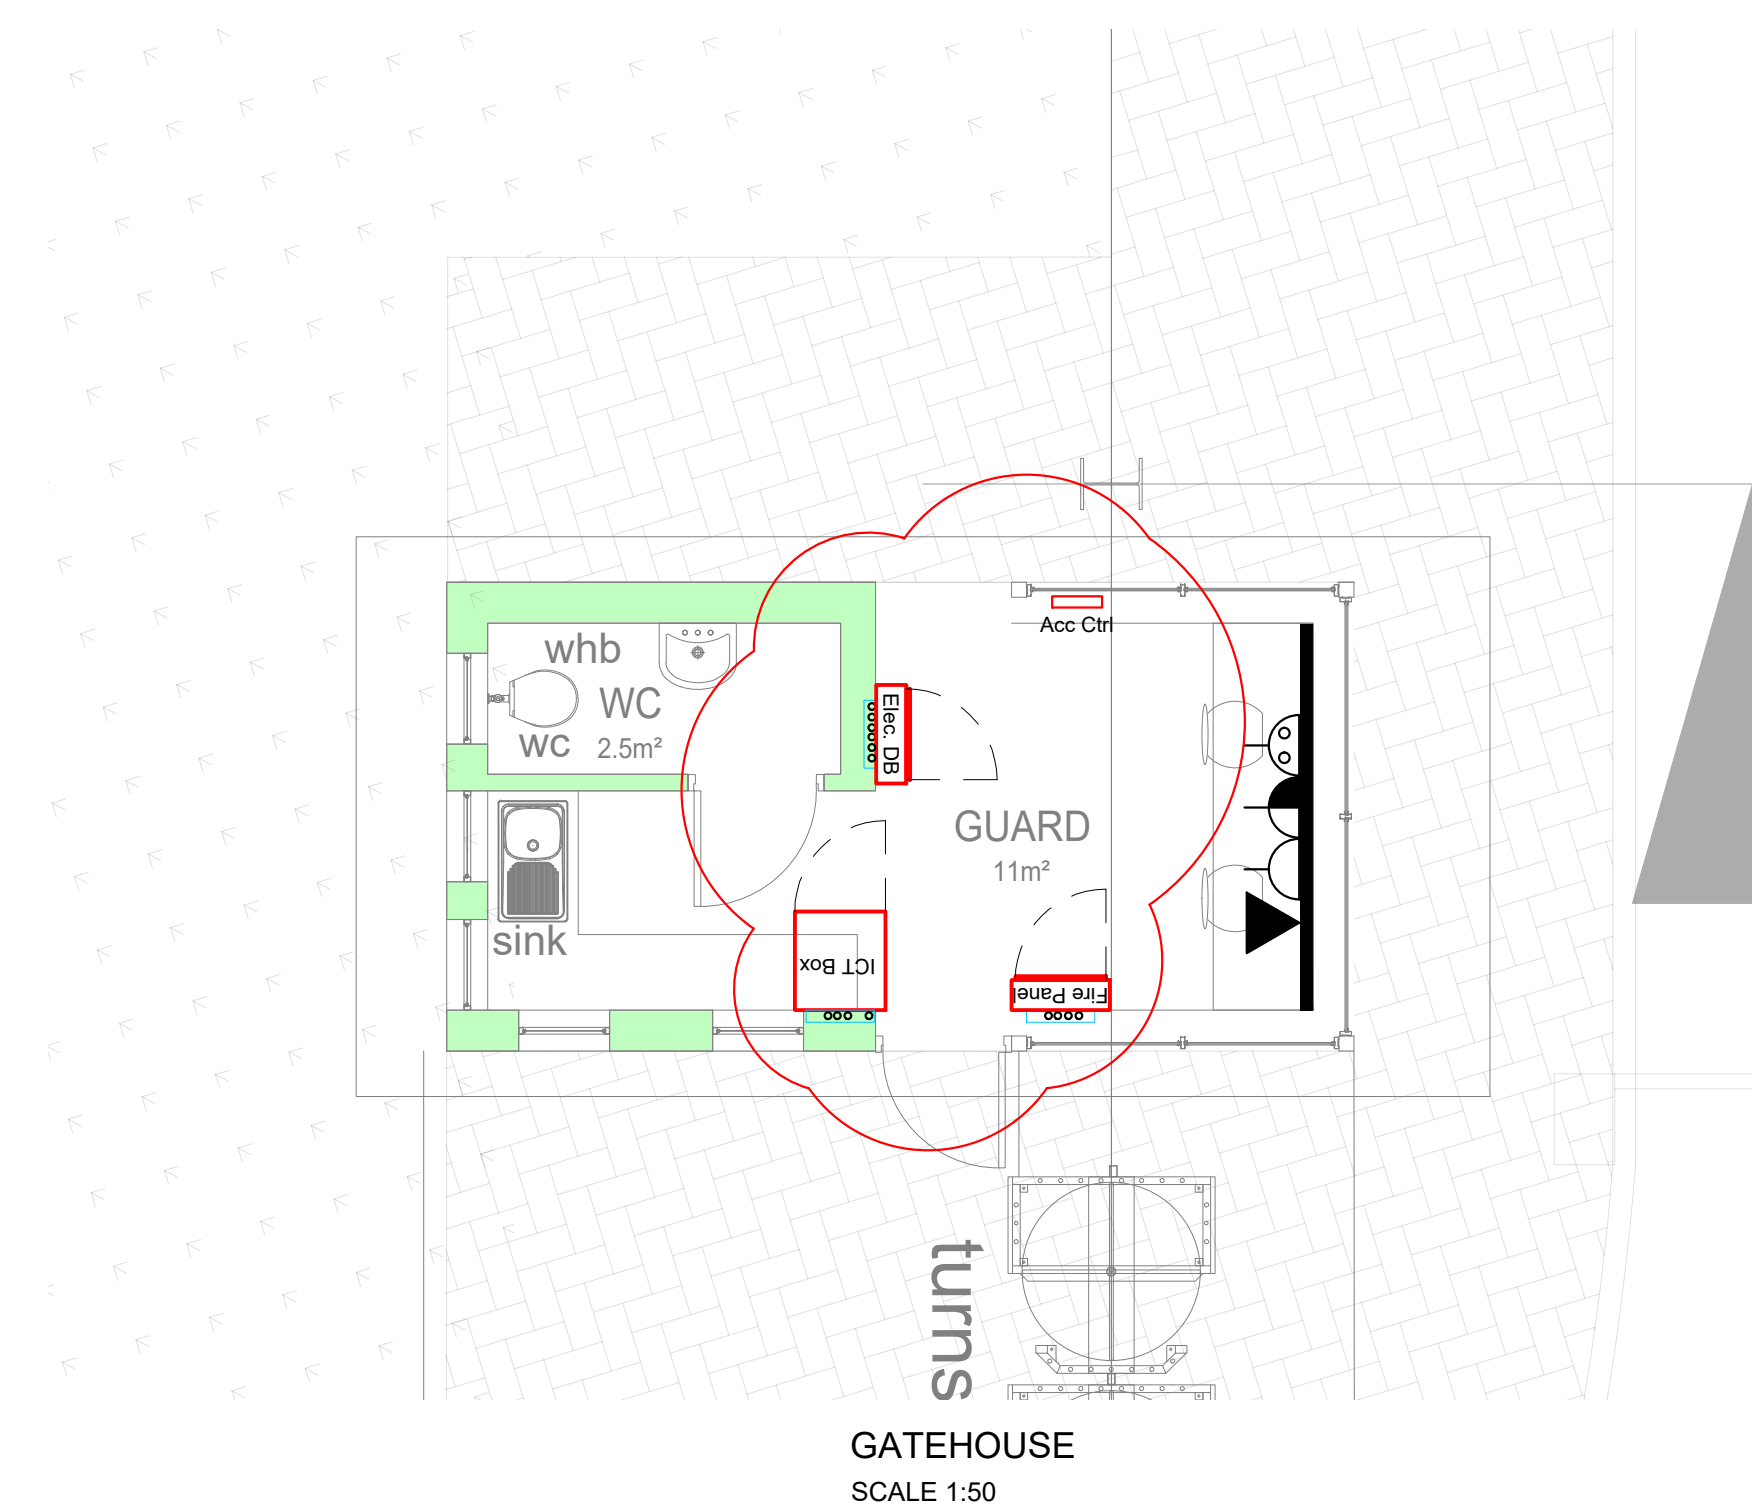 Acc Ctrl
whb
WC
2.5m²
wc
Elec. DB
GUARD
11m²
sink
ICT Box
Fire Panel
turns
GATEHOUSE
SCALE 1:50